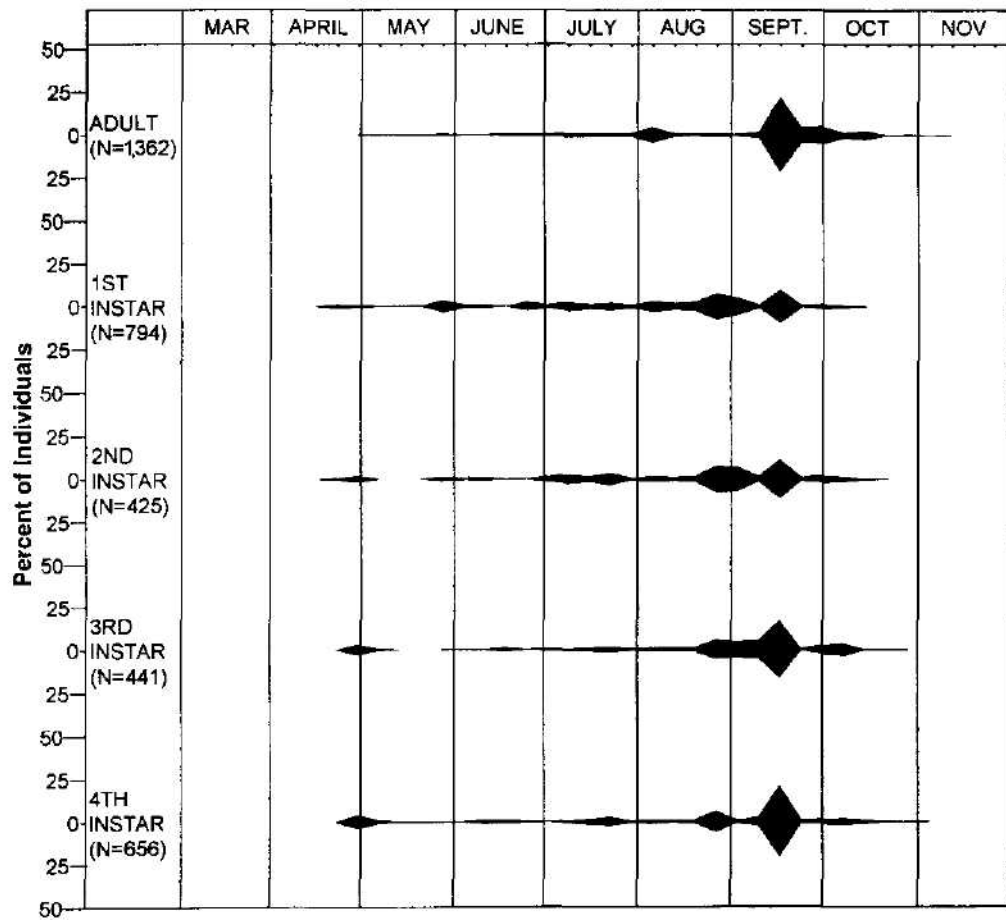 MAR APRIL MAY JUNE JULY AUG SEPT. OCT NOV
50
25
ADULT
0
(N=1,362)
25
50
25
1ST
0 INSTAR
(N=794)
25
50
25
2ND
0 INSTAR
(N=425)
25
50
25
3RD
0 INSTAR
(N=441)
25
50
25
4TH
0 INSTAR
(N=656)
25
50
Percent of Individuals